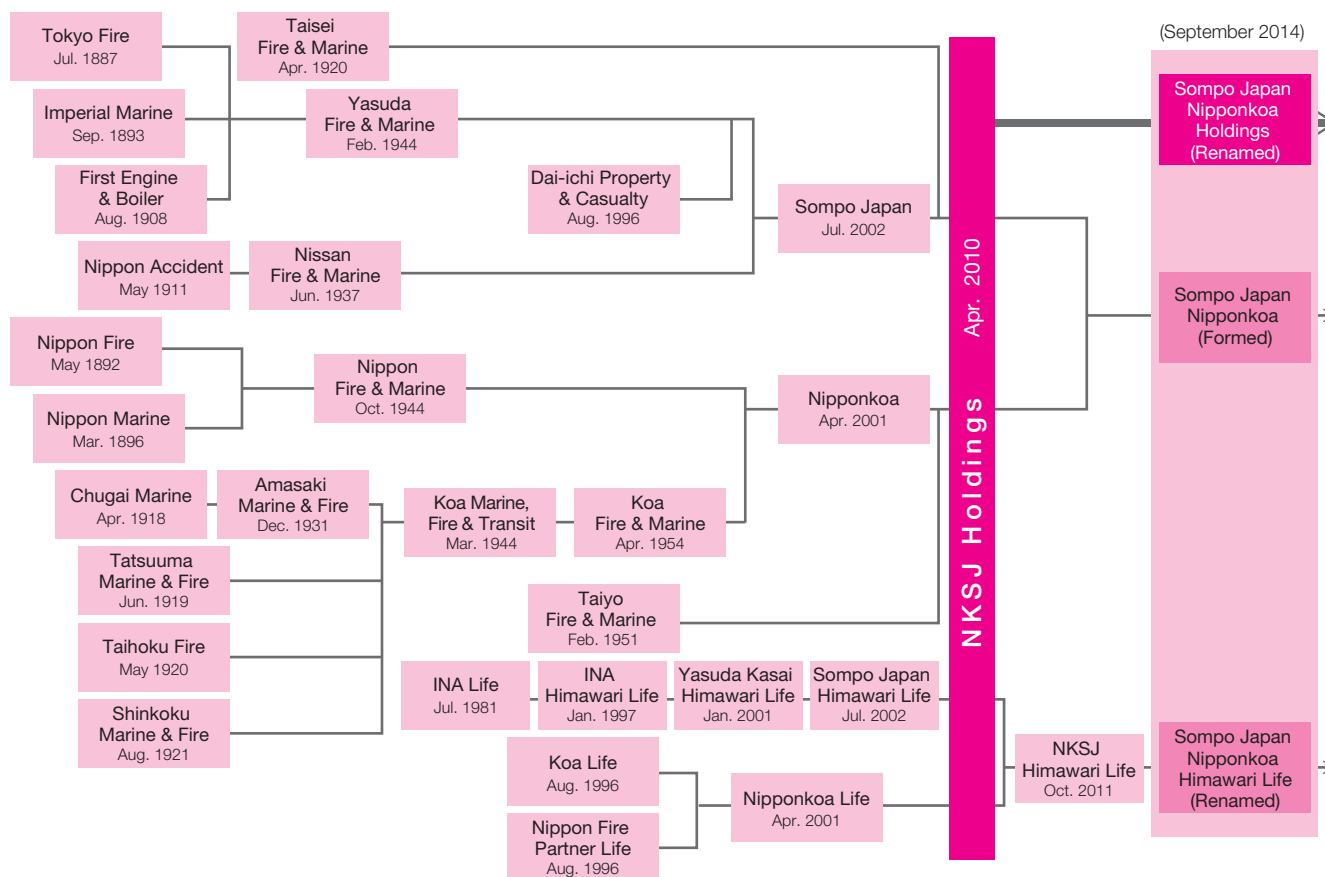 Tokyo Fire
Jul. 1887
Taisei
Fire & Marine
Apr. 1920
Imperial Marine
Sep. 1893
Yasuda
Fire & Marine
Feb. 1944
First Engine
& Boiler
Aug. 1908
Dai-ichi Property
& Casualty
Aug. 1996
Sompo Japan
Jul. 2002
Nippon Accident
May 1911
Nissan
Fire & Marine
Jun. 1937
Nippon Fire
May 1892
Nippon
Fire & Marine
Oct. 1944
Nippon Marine
Mar. 1896
Nipponkoa
Apr. 2001
Chugai Marine
Apr. 1918
Amasaki
Marine & Fire
Dec. 1931
Koa Marine,
Fire & Transit
Mar. 1944
Koa
Fire & Marine
Apr. 1954
Tatsuuma
Marine & Fire
Jun. 1919
Taiyo
Fire & Marine
Feb. 1951
Taihoku Fire
May 1920
Shinkoku
Marine & Fire
Aug. 1921
INA Life
Jul. 1981
INA
Himawari Life
Jan. 1997
Yasuda Kasai
Himawari Life
Jan. 2001
Sompo Japan
Himawari Life
Jul. 2002
Koa Life
Aug. 1996
Nippon Fire
Partner Life
Aug. 1996
Nipponkoa Life
Apr. 2001
NKSJ Holdings Apr. 2010
NKSJ
Himawari Life
Oct. 2011
(September 2014)
Sompo Japan
Nipponkoa
Holdings
(Renamed)
Sompo Japan
Nipponkoa
(Formed)
Sompo Japan
Nipponkoa
Himawari Life
(Renamed)